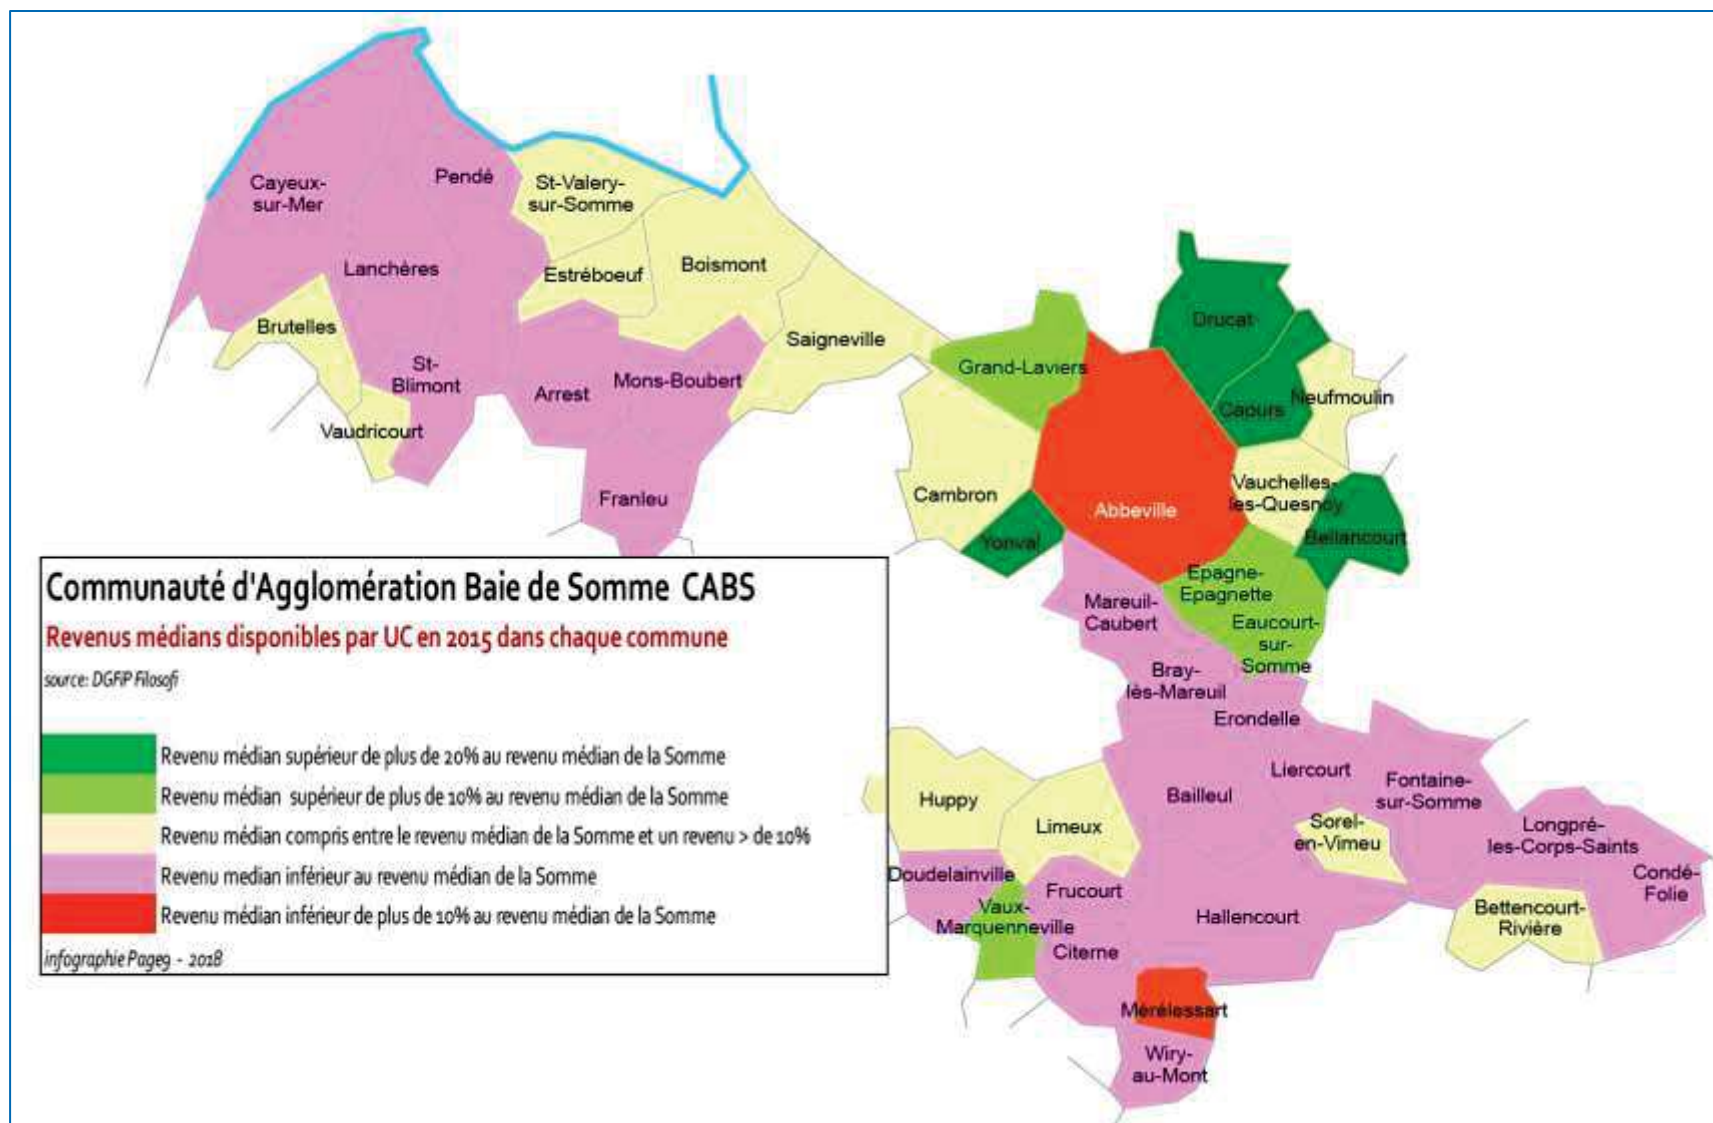 Pendé
Cayeux-
sur-Mer
St-Valery-
sur-Somme
Lanchères
Estréboeuf
Boismont
Brutelles
Saigneville
St-
Blimont
Arrest
Mons-Boubert
Vaudricourt
Franleu
Drucat
Grand-Laviers
Caours
Neufmoulin
Cambron
Abbeville
Vauchelles-
les-Quesnoy
Yonval
Bellancourt
Epagne-
Epagnette
Mareuil-
Caubert
Eaucourt-
sur-
Somme
Bray-
lès-Mareuil
Erondelle
Liercourt
Fontaine-
sur-Somme
Bailleul
Huppy
Limeux
Sorel-
en-Vimeu
Longpré-
les-Corps-Saints
Condé-
Folie
Doudelainville
Frucourt
Vaux-
Marquenneville
Hallencourt
Bettencourt-
Rivière
Citerne
Mérélessart
Wiry-
au-Mont
Communauté d'Agglomération Baie de Somme CABS
Revenus médians disponibles par UC en 2015 dans chaque commune
source: DGFiP Filosofi
Revenu médian supérieur de plus de 20% au revenu médian de la Somme
Revenu médian supérieur de plus de 10% au revenu médian de la Somme
Revenu médian compris entre le revenu médian de la Somme et un revenu > de 10%
Revenu median inférieur au revenu médian de la Somme
Revenu médian inférieur de plus de 10% au revenu médian de la Somme
infographie Page9 - 2018